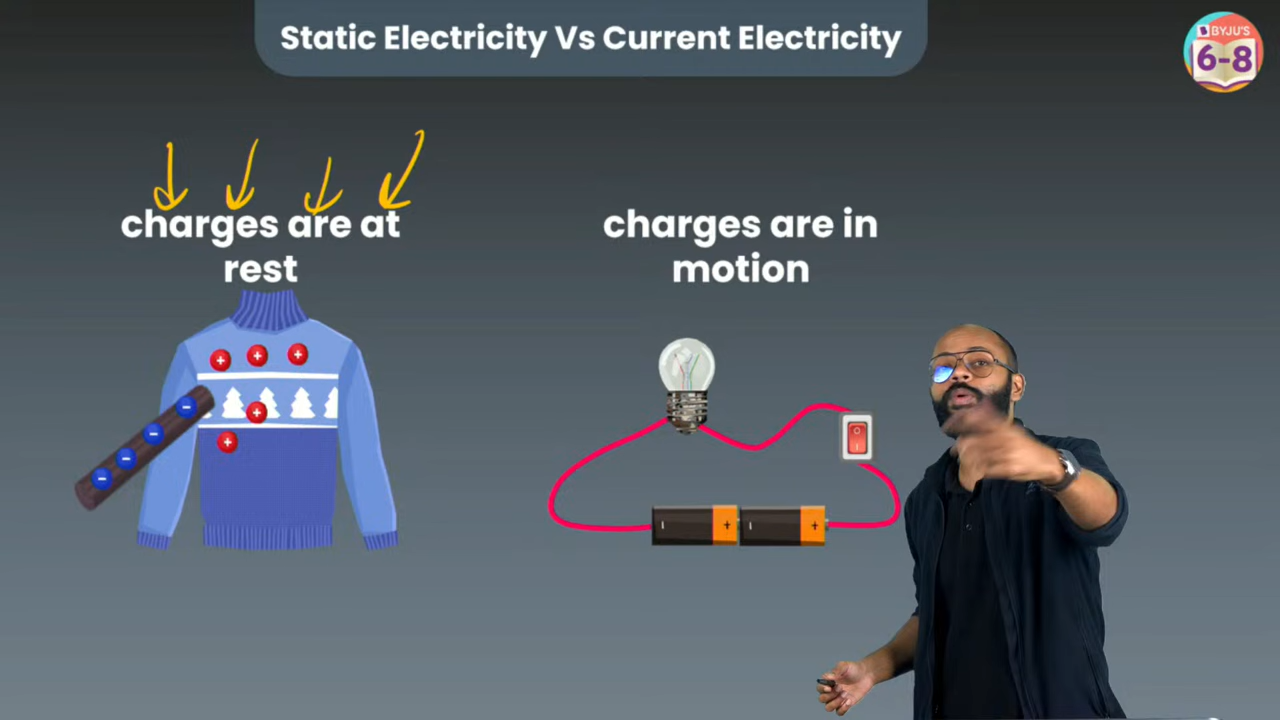 Static Electricity Vs Current Electricity
BYJU'S
6-8
charges are at
rest
charges are in
motion
+ + +
+
+
- - - -
O
I
- + - +